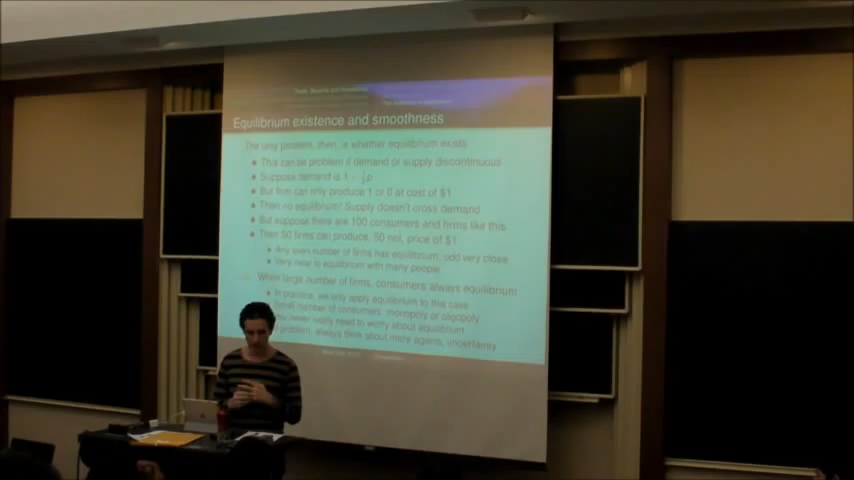 Equilibrium existence and smoothness
The only problem, then, is whether equilibrium exists
This can be problem if demand or supply discontinuous
Suppose demand is 1 - ½p
But firm can only produce 1 or 0 at cost of $1
Then no equilibrium! Supply doesn't cross demand
But suppose there are 100 consumers and firms like this
Then 50 firms can produce, 50 not, price of $1
Any even number of firms has equilibrium, odd very close
Very near to equilibrium with many people
When large number of firms, consumers always equilibrium
In practice, we only apply equilibrium to this case
Small number of consumers: monopoly or oligopoly
never really need to worry about equilibrium
problem, always think about more agents, uncertainty